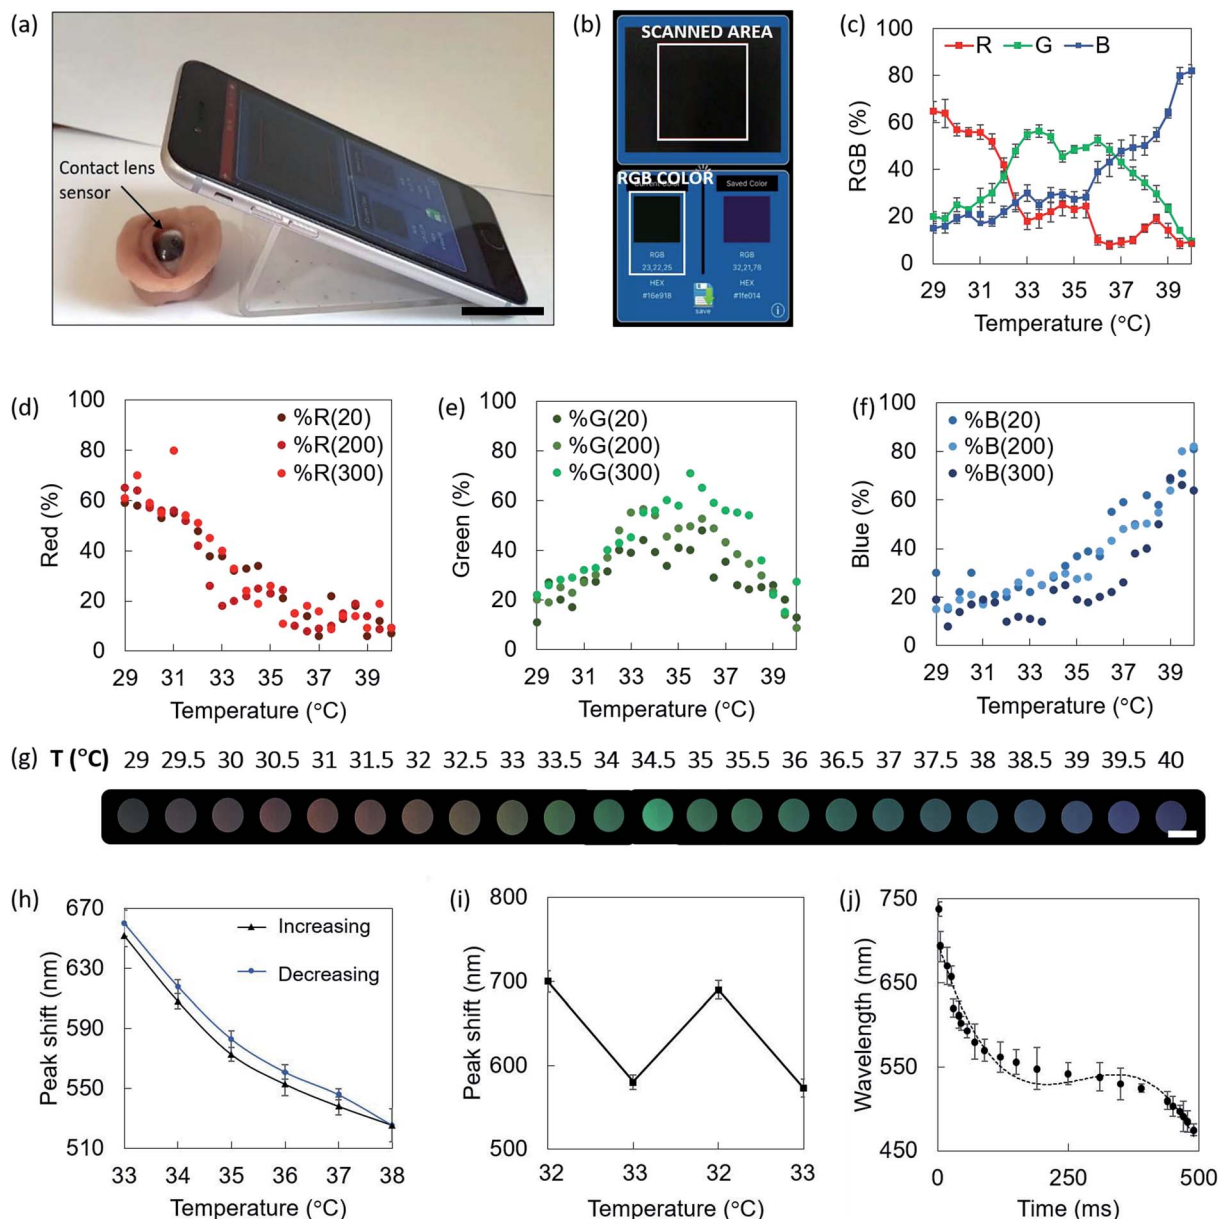 (a)
Contact lens
sensor
(b)
SCANNED AREA
RGB COLOR
Saved Color
RGB
23,22,25
HEX
#16e918
RGB
32,21,78
HEX
#1fe014
save
i
(c)
R G B
100
80
60
40
20
0
RGB (%)
29 31 33 35 37 39
Temperature (°C)
(d)
%R(20)
%R(200)
%R(300)
100
80
60
40
20
0
Red (%)
29 31 33 35 37 39
Temperature (°C)
(e)
%G(20)
%G(200)
%G(300)
100
80
60
40
20
0
Green (%)
29 31 33 35 37 39
Temperature (°C)
(f)
%B(20)
%B(200)
%B(300)
100
80
60
40
20
0
Blue (%)
29 31 33 35 37 39
Temperature (°C)
(g) T (°C) 29 29.5 30 30.5 31 31.5 32 32.5 33 33.5 34 34.5 35 35.5 36 36.5 37 37.5 38 38.5 39 39.5 40
(h)
Increasing
Decreasing
670
630
590
550
510
Peak shift (nm)
33 34 35 36 37 38
Temperature (°C)
(i)
800
700
600
500
Peak shift (nm)
32 33 32 33
Temperature (°C)
(j)
750
650
550
450
Wavelength (nm)
0 250 500
Time (ms)